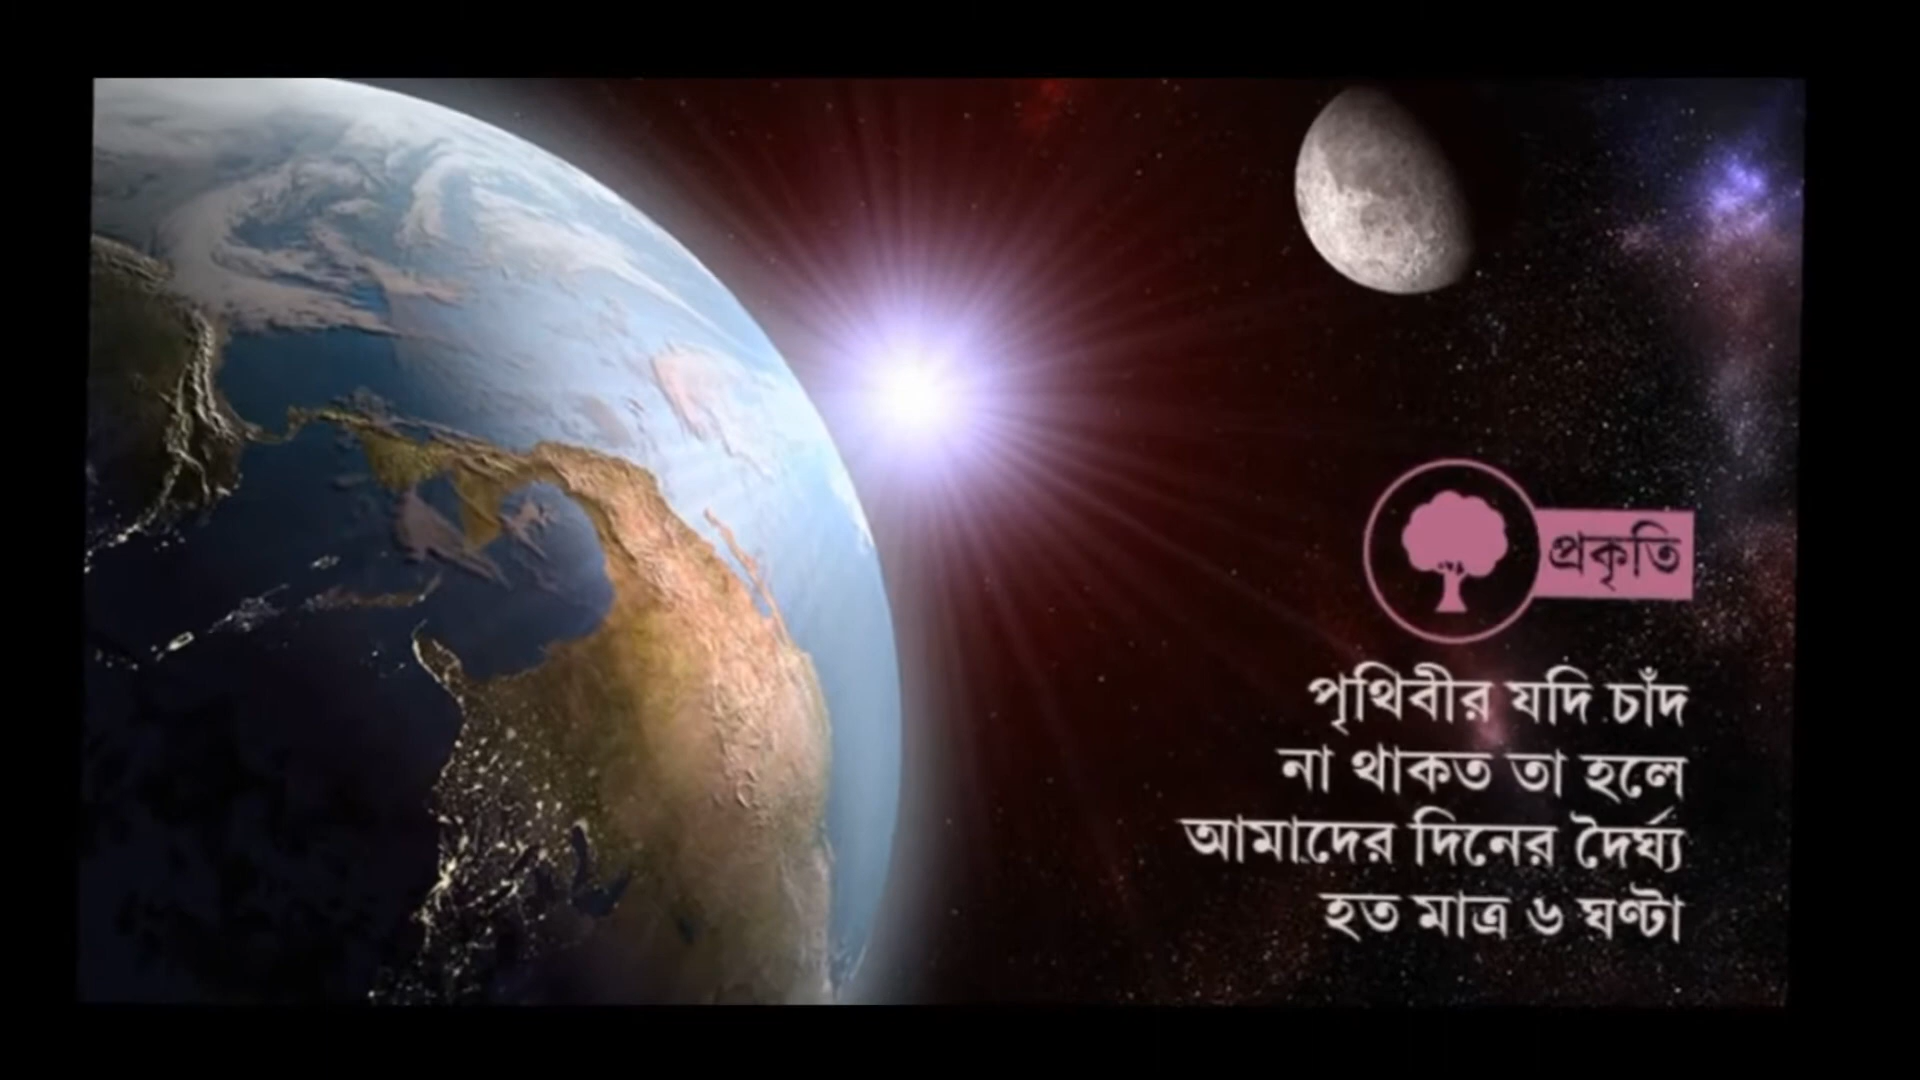 প্রকৃতি
পৃথিবীর যদি চাঁদ
না থাকত তা হলে
আমাদের দিনের দৈর্ঘ্য
হত মাত্র ৬ ঘণ্টা